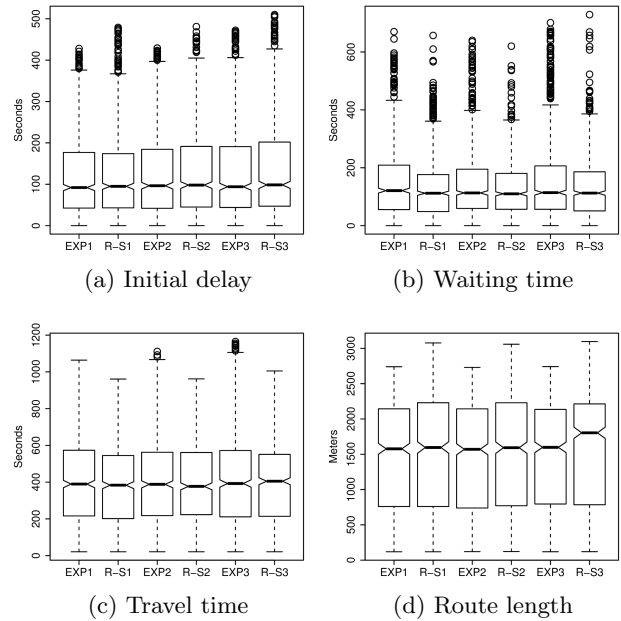 Seconds
0 100 200 300 400 500
EXP1 R−S1 EXP2 R−S2 EXP3 R−S3
(a) Initial delay
Seconds
0 200 400 600
EXP1 R−S1 EXP2 R−S2 EXP3 R−S3
(b) Waiting time
Seconds
0 200 400 600 800 1000 1200
EXP1 R−S1 EXP2 R−S2 EXP3 R−S3
(c) Travel time
Meters
0 500 1000 1500 2000 2500 3000
EXP1 R−S1 EXP2 R−S2 EXP3 R−S3
(d) Route length